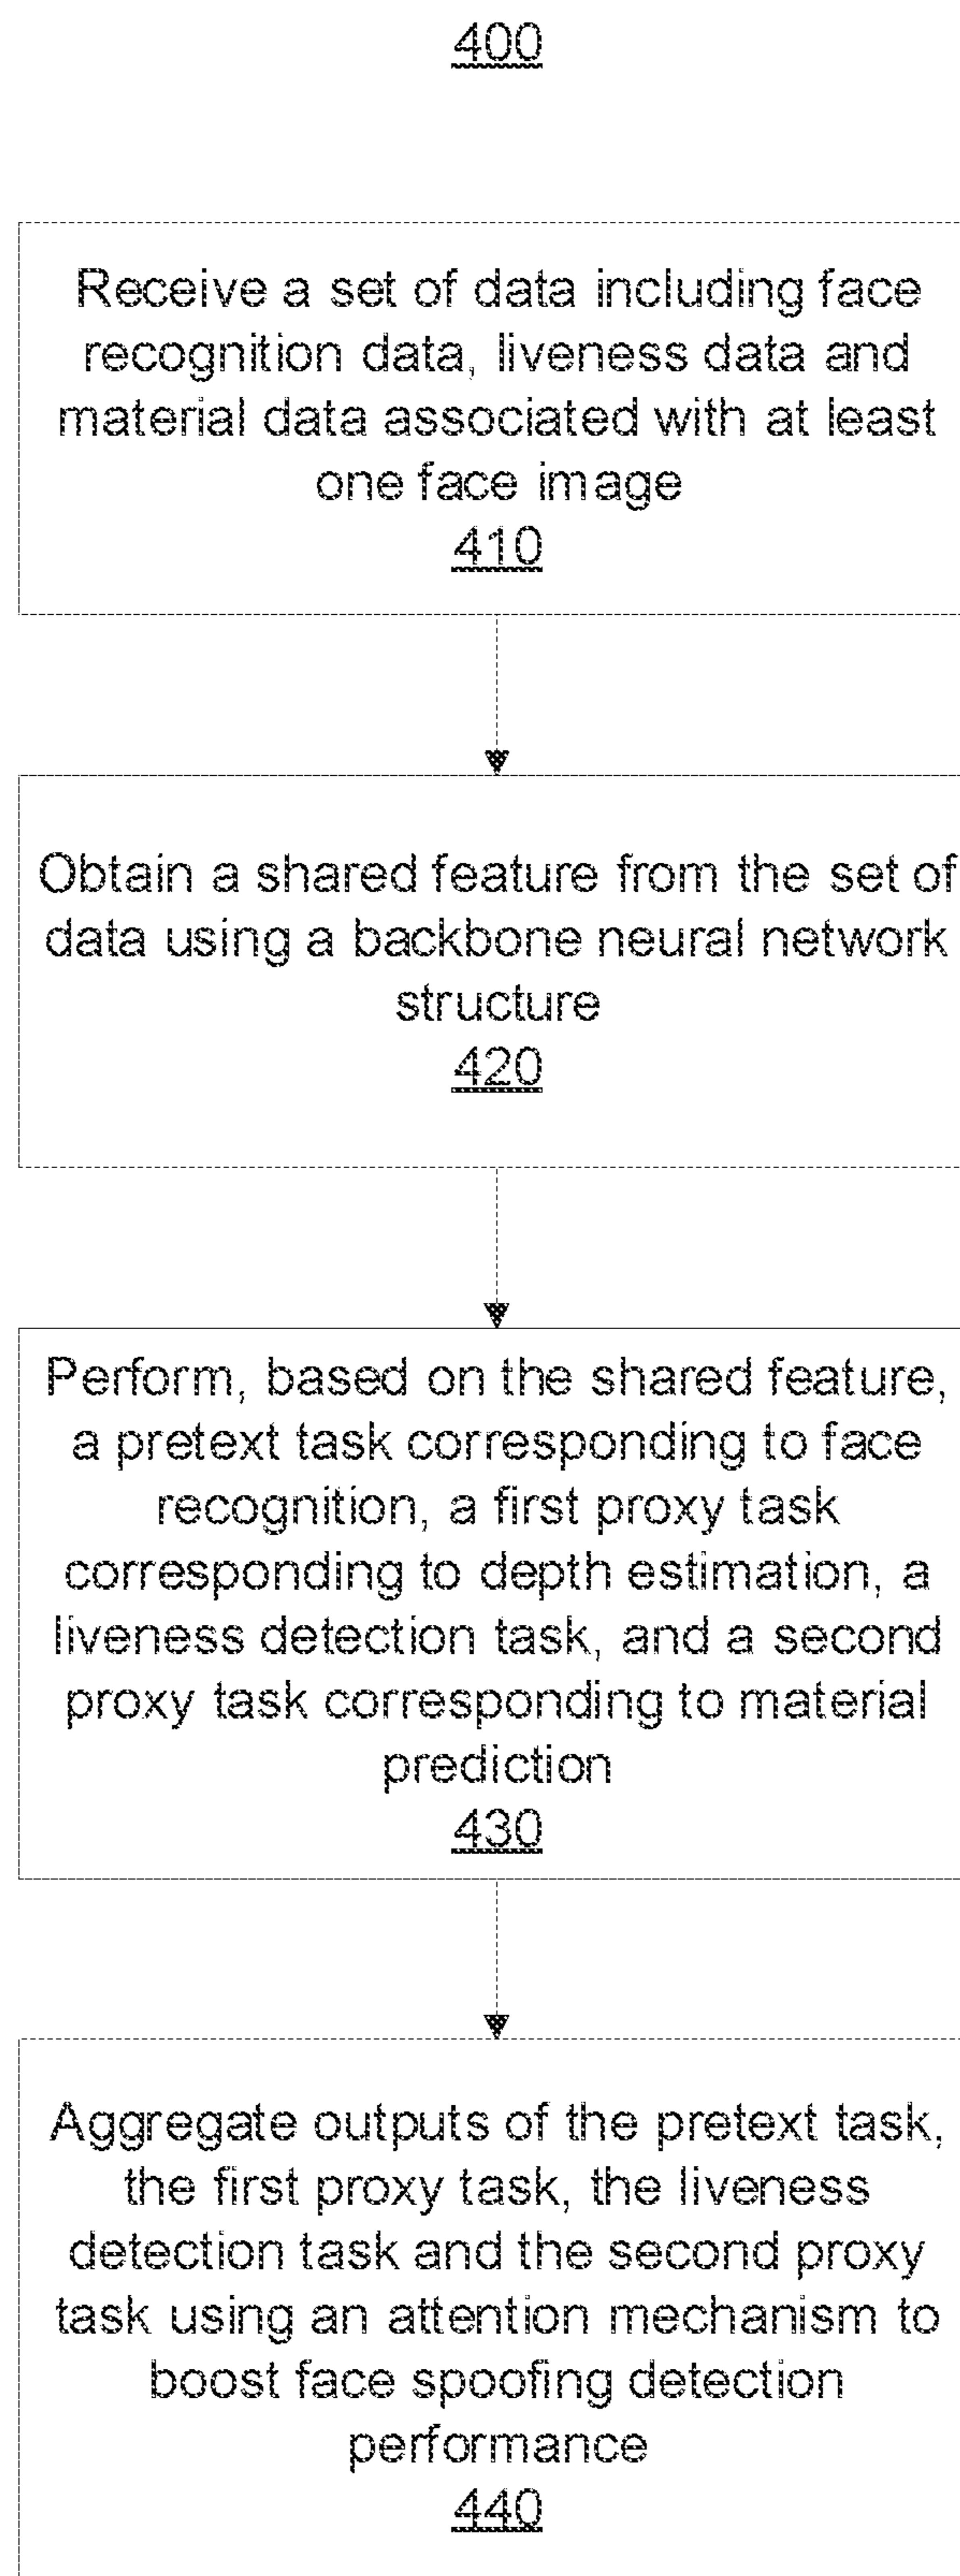 400
Receive a set of data including face
recognition data, liveness data and
material data associated with at least
one face image
410
Obtain a shared feature from the set of
data using a backbone neural network
structure
420
Perform, based on the shared feature,
a pretext task corresponding to face
recognition, a first proxy task
corresponding to depth estimation, a
liveness detection task, and a second
proxy task corresponding to material
prediction
430
Aggregate outputs of the pretext task,
the first proxy task, the liveness
detection task and the second proxy
task using an attention mechanism to
boost face spoofing detection
performance
440